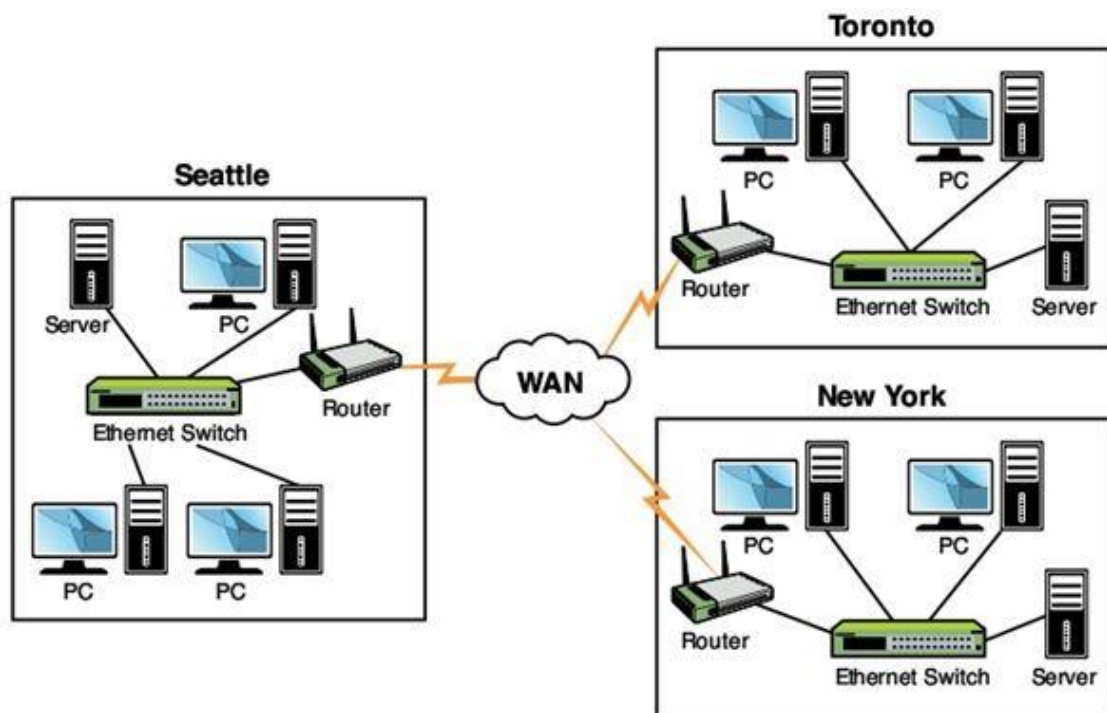 Seattle
Server
PC
Router
Ethernet Switch
PC
PC
WAN
Toronto
PC
PC
Router
Ethernet Switch
Server
New York
PC
PC
Router
Ethernet Switch
Server